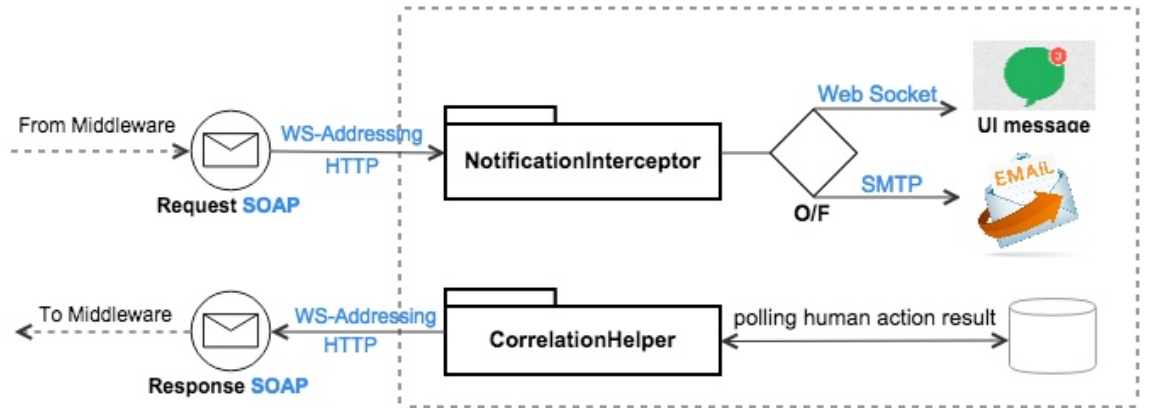 From Middleware
WS-Addressing
HTTP
Request SOAP
NotificationInterceptor
Web Socket
3
UI message
EMAIL
SMTP
O/F
To Middleware
WS-Addressing
HTTP
Response SOAP
CorrelationHelper
polling human action result